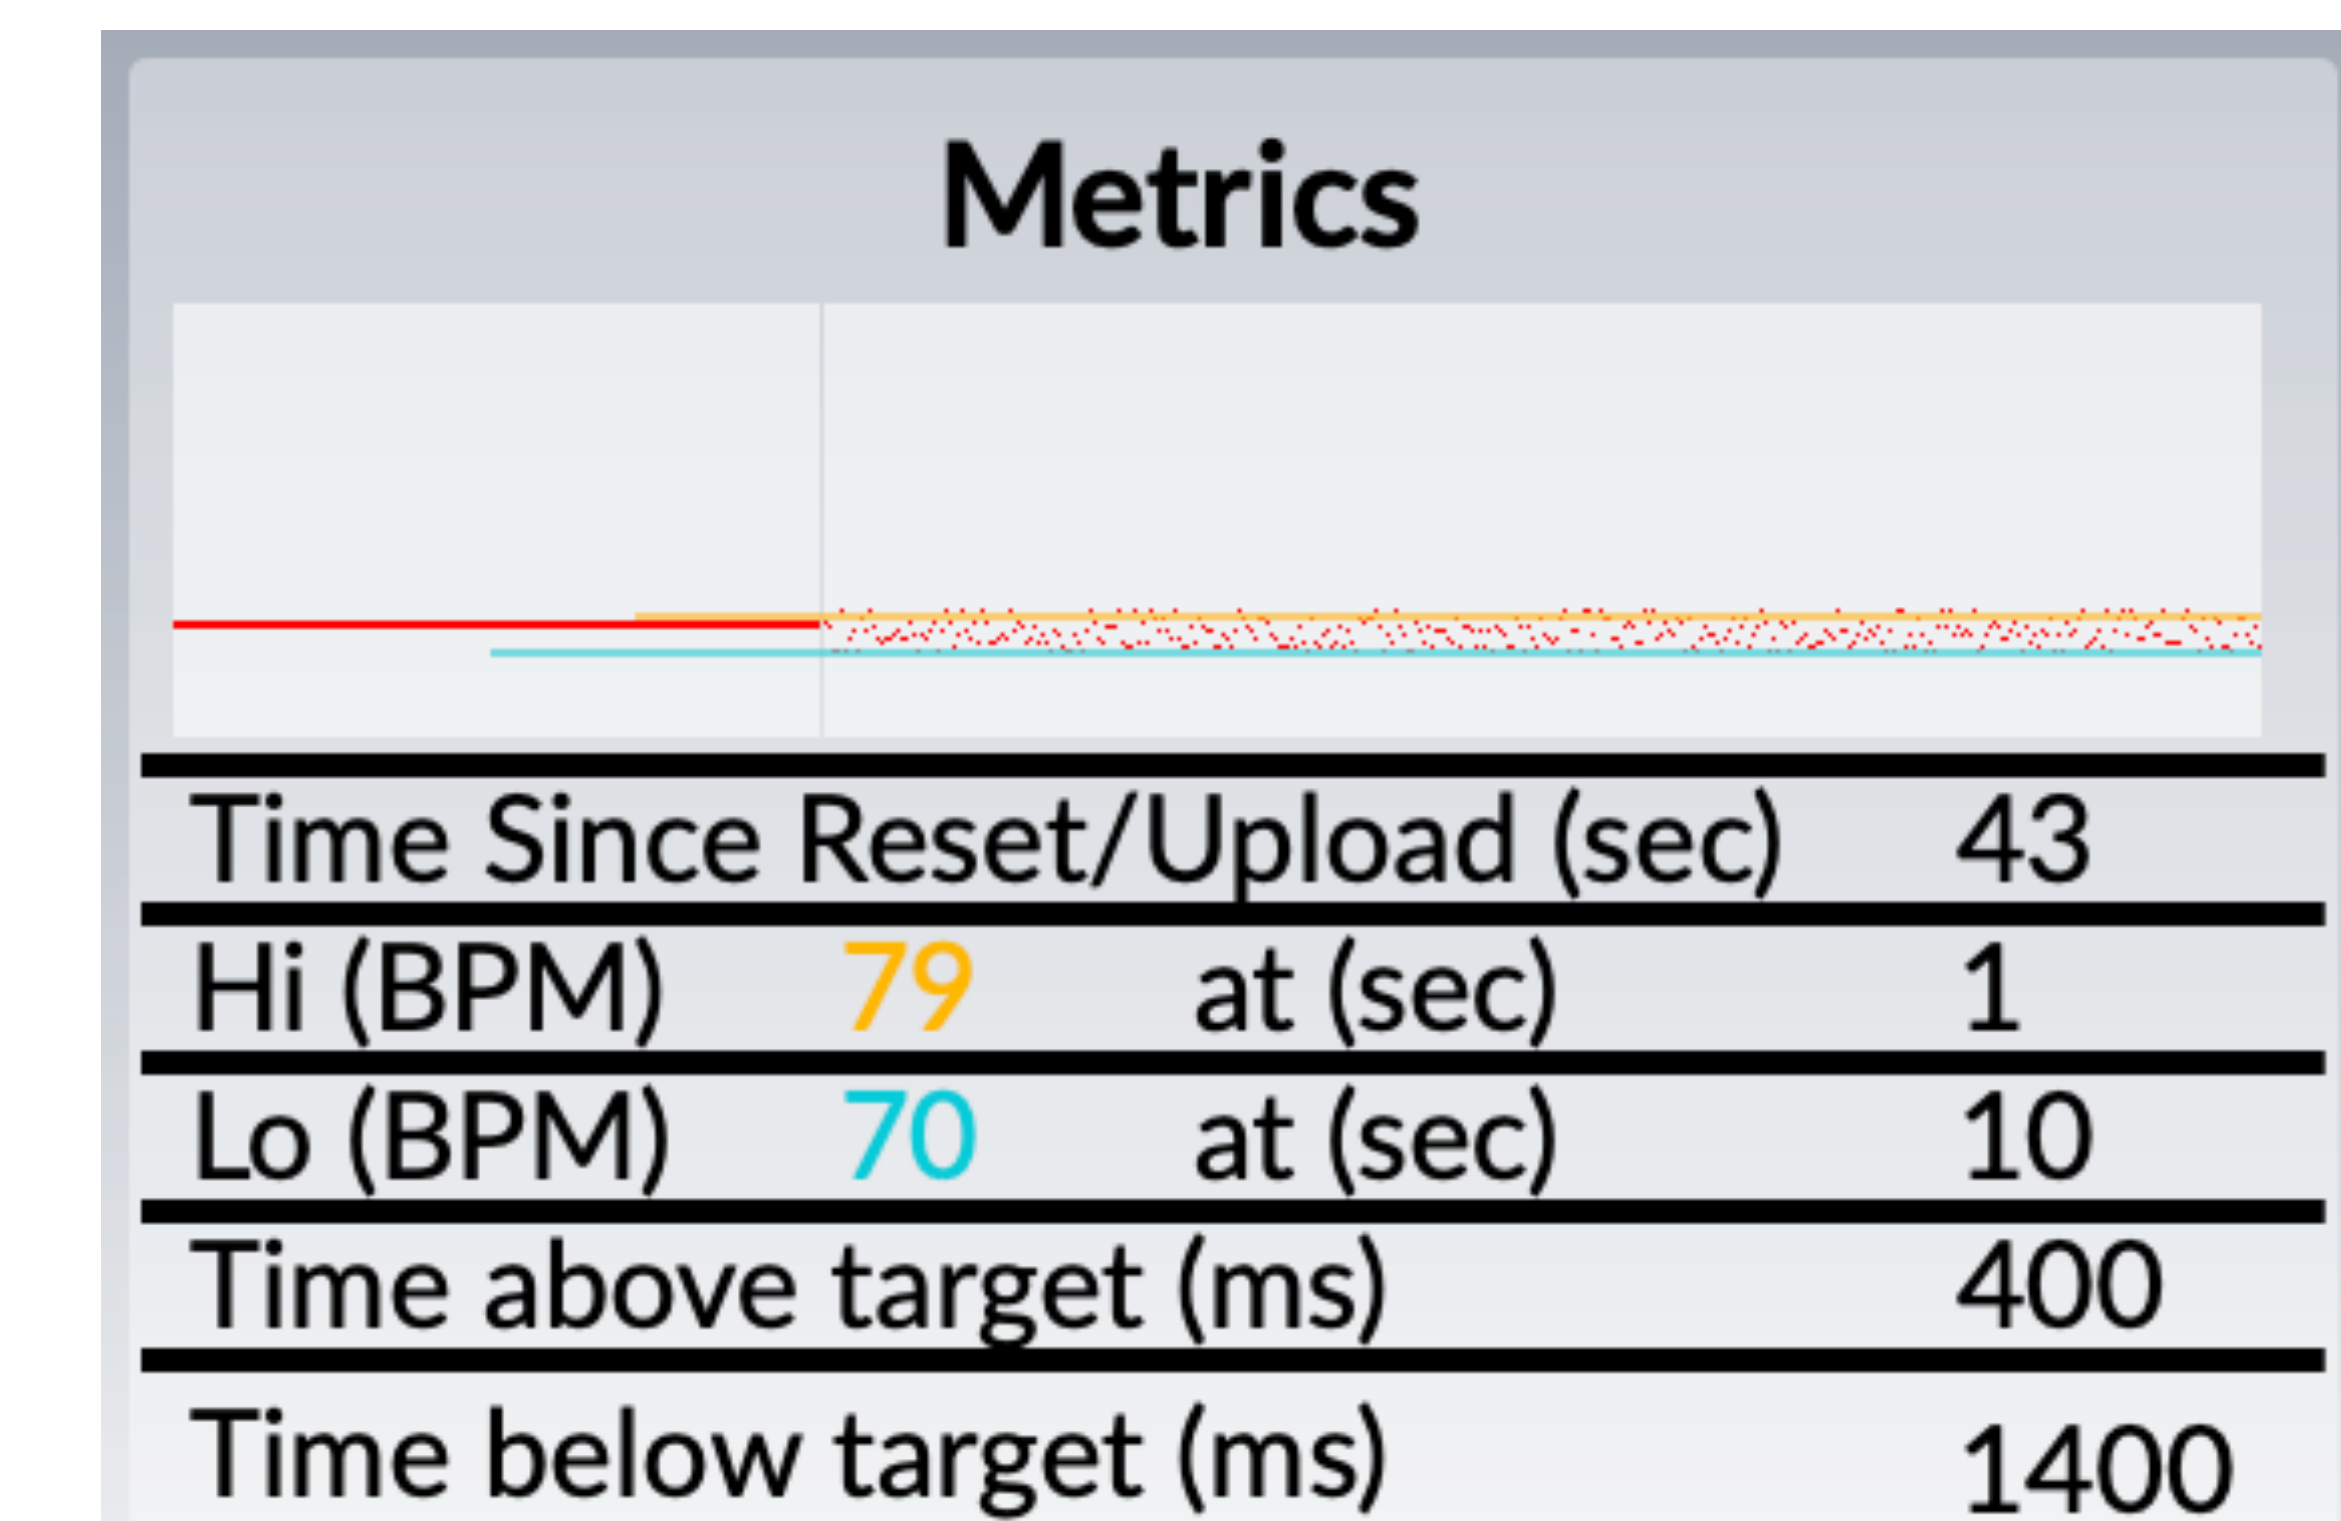 Metrics
Time Since Reset/Upload (sec) 43
Hi (BPM) 79 at (sec) 1
Lo (BPM) 70 at (sec) 10
Time above target (ms) 400
Time below target (ms) 1400